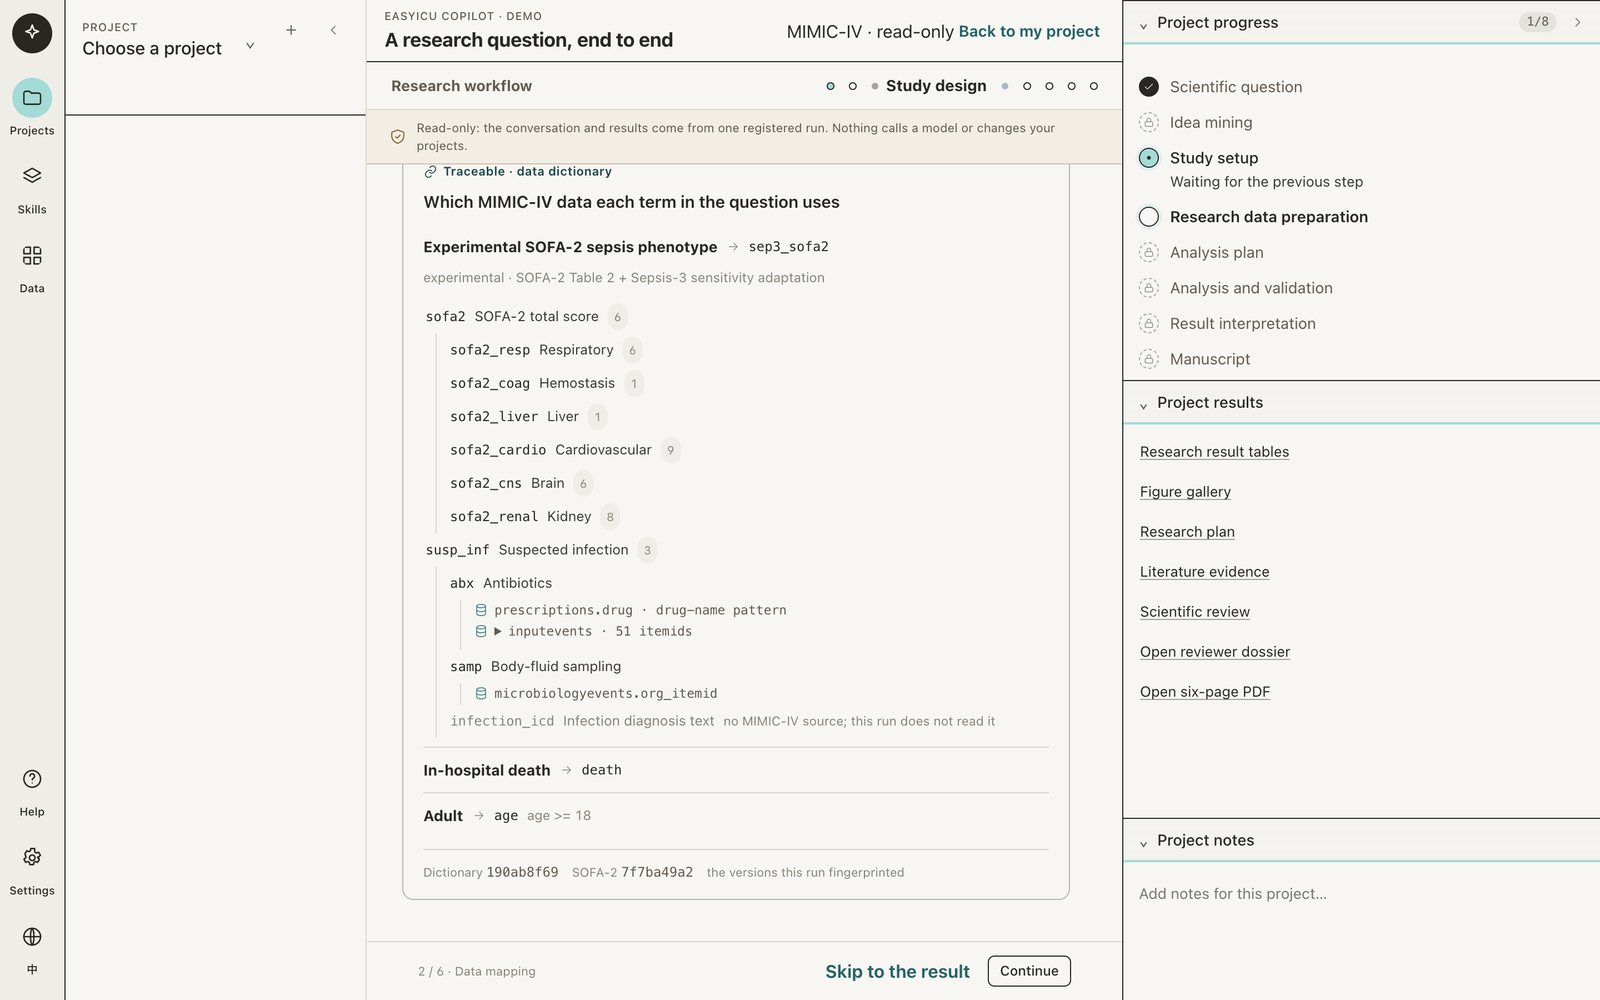 Projects
Skills
Data
Help
Settings
中
PROJECT
Choose a project
EASYICU COPILOT · DEMO
A research question, end to end
MIMIC-IV · read-only Back to my project
Research workflow
Study design
Read-only: the conversation and results come from one registered run. Nothing calls a model or changes your
projects.
Traceable · data dictionary
Which MIMIC-IV data each term in the question uses
Experimental SOFA-2 sepsis phenotype → sep3_sofa2
experimental · SOFA-2 Table 2 + Sepsis-3 sensitivity adaptation
sofa2 SOFA-2 total score 6
sofa2_resp Respiratory 6
sofa2_coag Hemostasis 1
sofa2_liver Liver 1
sofa2_cardio Cardiovascular 9
sofa2_cns Brain 6
sofa2_renal Kidney 8
susp_inf Suspected infection 3
abx Antibiotics
prescriptions.drug · drug-name pattern
▶ inputevents · 51 itemids
samp Body-fluid sampling
microbiologyevents.org_itemid
infection_icd Infection diagnosis text no MIMIC-IV source; this run does not read it
In-hospital death → death
Adult → age age >= 18
Dictionary 190ab8f69 SOFA-2 7f7ba49a2 the versions this run fingerprinted
2 / 6 · Data mapping
Skip to the result
Continue
Project progress
1/8
Scientific question
Idea mining
Study setup
Waiting for the previous step
Research data preparation
Analysis plan
Analysis and validation
Result interpretation
Manuscript
Project results
Research result tables
Figure gallery
Research plan
Literature evidence
Scientific review
Open reviewer dossier
Open six-page PDF
Project notes
Add notes for this project...